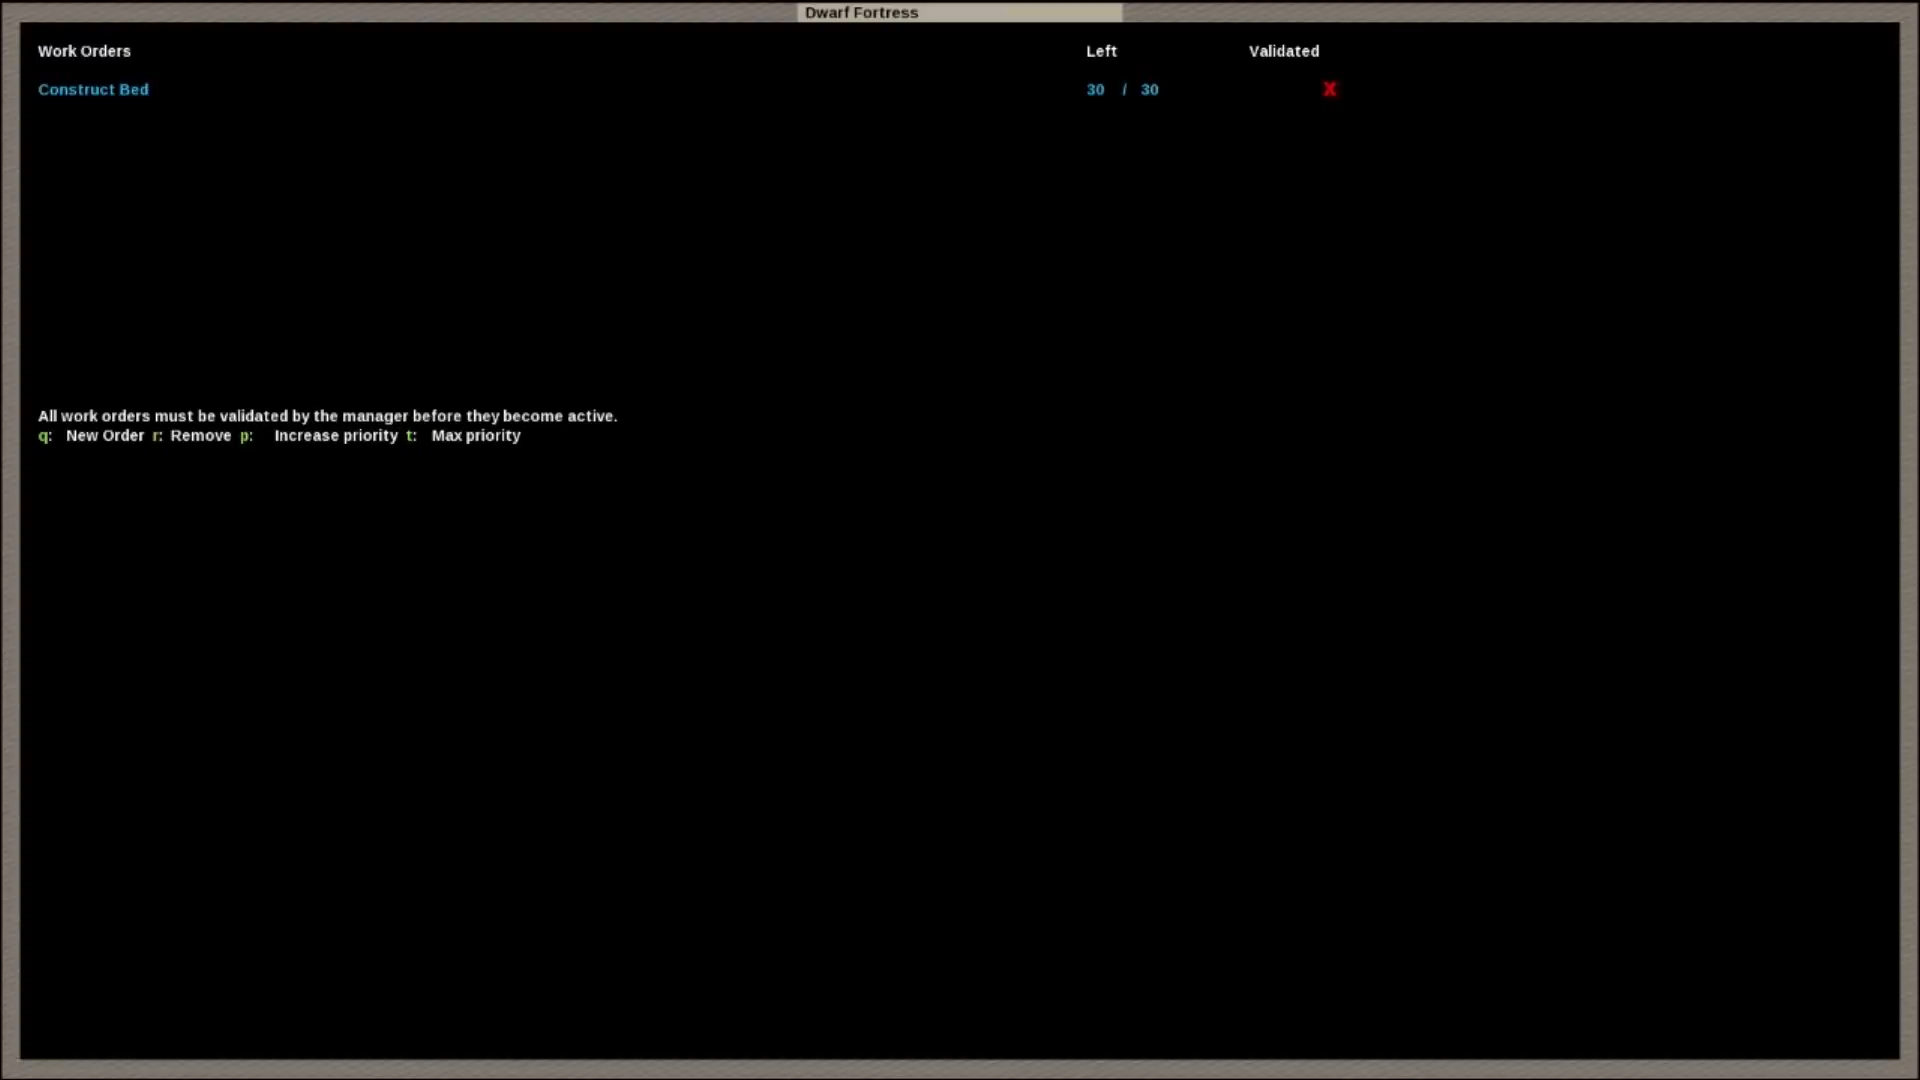 Dwarf Fortress
Work Orders Left Validated
Construct Bed 30 / 30 X
All work orders must be validated by the manager before they become active.
q: New Order r: Remove p: Increase priority t: Max priority